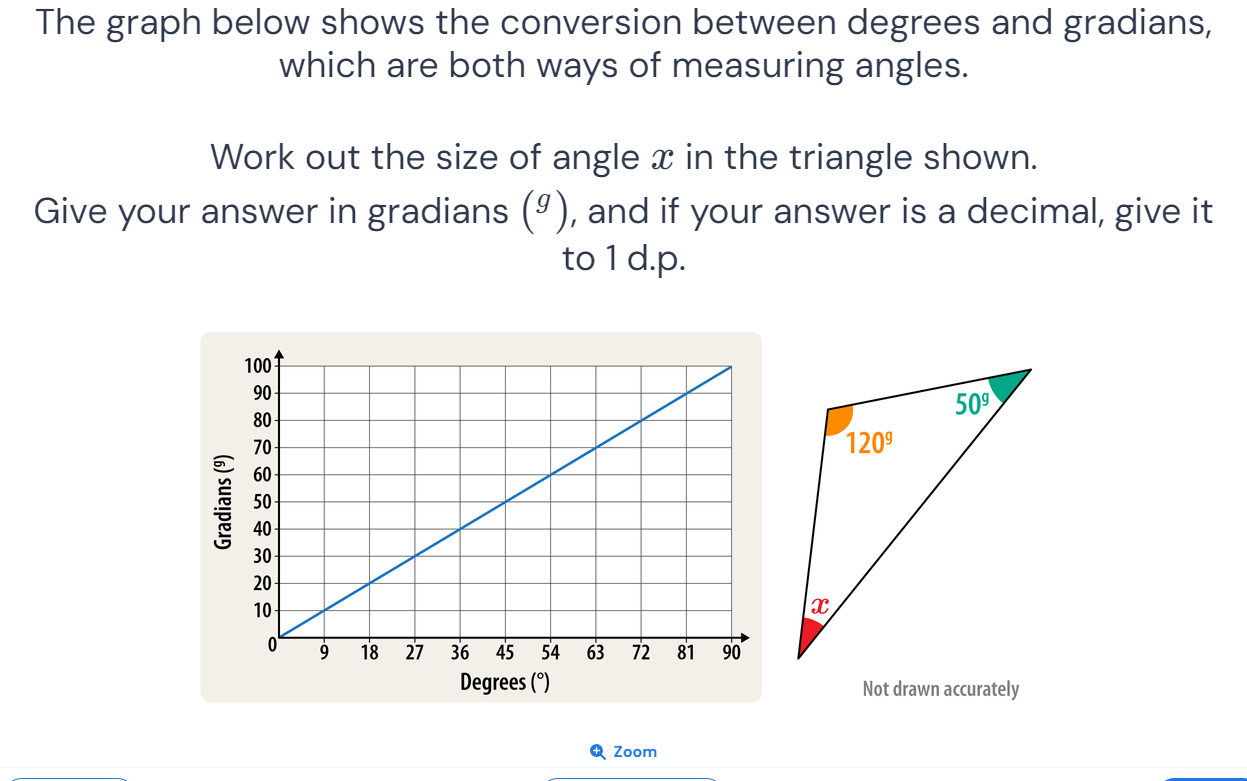 The graph below shows the conversion between degrees and gradians,
which are both ways of measuring angles.
Work out the size of angle x in the triangle shown.
Give your answer in gradians (g), and if your answer is a decimal, give it
to 1 d.p.
100
90
80
70
60
50
40
30
20
10
0
Gradians (g)
9 18 27 36 45 54 63 72 81 90
Degrees (°)
50g
120g
x
Not drawn accurately
Zoom